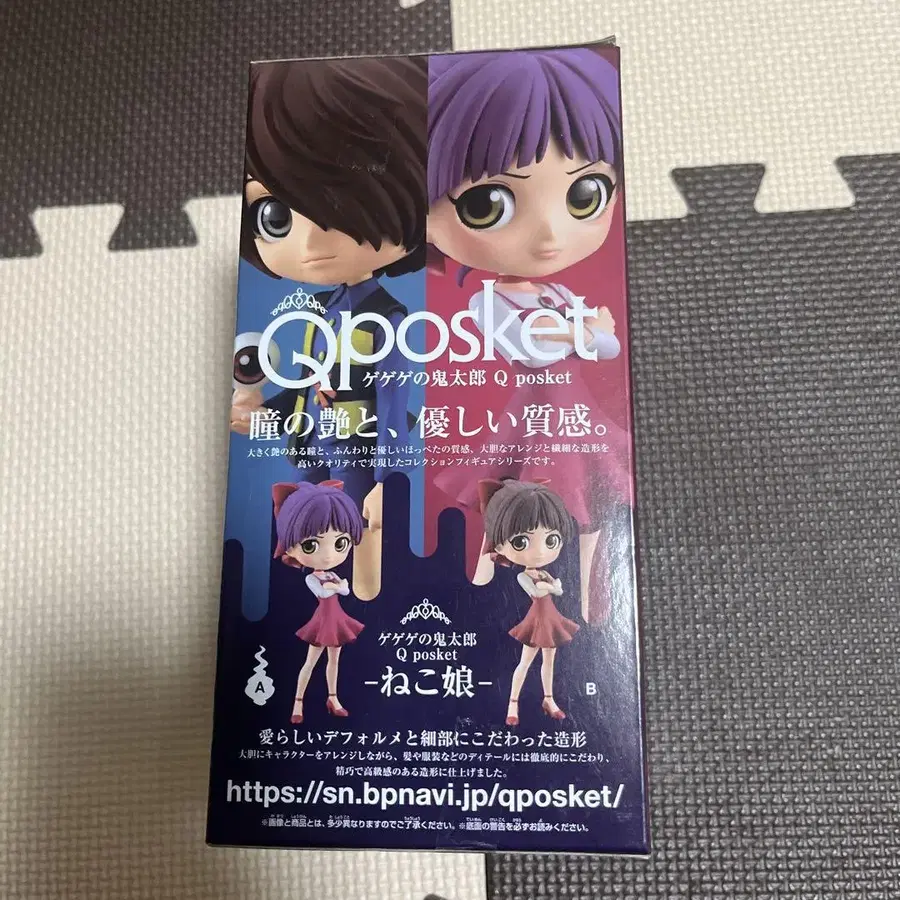 Qposket
ゲゲゲの鬼太郎 Q posket
瞳の艶と、優しい質感。
大きく艶のある瞳と、ふんわりと優しいほっぺたの質感、大胆なアレンジと繊細な造形を
高いクオリティで実現したコレクションフィギュアシリーズです。
ゲゲゲの鬼太郎
Q posket
-ねこ娘-
A
B
愛らしいデフォルメと細部にこだわった造形
大胆にキャラクターをアレンジしながら、髪や服装などのディテールには徹底的にこだわり、
精巧で高級感のある造形に仕上げました。
https://sn.bpnavi.jp/qposket/
※画像と商品とは、多少異なりますのでご了承ください。※底面の警告を必ずお読みください。